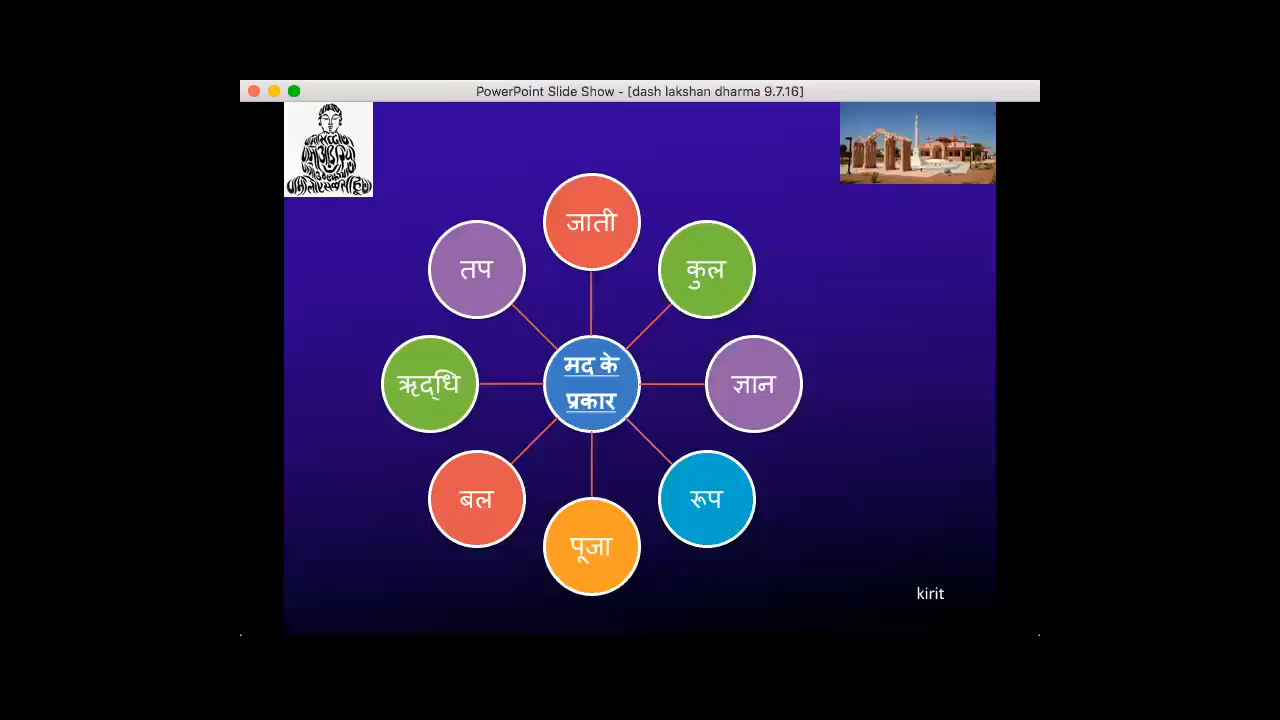 PowerPoint Slide Show - [dash lakshan dharma 9.7.16]
जाती
कुल
ज्ञान
रूप
पूजा
बल
ऋद्धि
तप
मद के
प्रकार
kirit